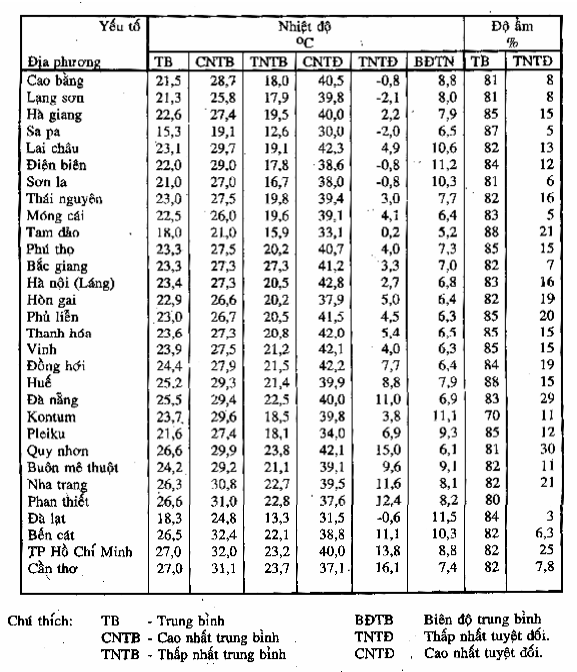 Yếu tố Nhiệt độ Độ ẩm
ºC %
Địa phương TB CNTB TNTB CNTĐ TNTĐ BĐTN TB TNTĐ
Cao bằng 21,5 28,7 18,0 40,5 -0,8 8,8 81 8
Lạng sơn 21,3 25,8 17,9 39,8 -2,1 8,0 81 8
Hà giang 22,6 27,4 19,5 40,0 2,2 7,9 85 15
Sa pa 15,3 19,1 12,6 30,0 -2,0 6,5 87 5
Lai châu 23,1 29,7 19,1 42,3 4,9 10,6 82 13
Điện biên 22,0 29,0 17,8 38,6 -0,8 11,2 84 12
Sơn la 21,0 27,0 16,7 38,0 -0,8 10,3 81 6
Thái nguyên 23,0 27,5 19,8 39,4 3,0 7,7 82 16
Móng cái 22,5 26,0 19,6 39,1 4,1 6,4 83 5
Tam đảo 18,0 21,0 15,9 33,1 0,2 5,2 88 21
Phú thọ 23,3 27,5 20,2 40,7 4,0 7,3 85 15
Bắc giang 23,3 27,3 27,3 41,2 3,3 7,0 82 7
Hà nội (Láng) 23,4 27,3 20,5 42,8 2,7 6,8 83 16
Hòn gai 22,9 26,6 20,2 37,9 5,0 6,4 82 19
Phủ liễn 23,0 26,7 20,5 41,5 4,5 6,3 85 20
Thanh hóa 23,6 27,3 20,8 42,0 5,4 6,5 85 15
Vinh 23,9 27,5 21,2 42,1 4,0 6,3 85 15
Đồng hới 24,4 27,9 21,5 42,2 7,7 6,4 84 19
Huế 25,2 29,3 21,4 39,9 8,8 7,9 88 15
Đà nẵng 25,5 29,4 22,5 40,0 11,0 6,9 83 29
Kontum 23,7 29,6 18,5 39,8 3,8 11,1 70 11
Pleiku 21,6 27,4 18,1 34,0 6,9 9,3 85 12
Quy nhơn 26,6 29,9 23,8 42,1 15,0 6,1 81 30
Buôn mê thuột 24,2 29,2 21,1 39,1 9,6 9,1 82 11
Nha trang 26,3 30,8 22,7 39,5 11,6 8,1 82 21
Phan thiết 26,6 31,0 22,8 37,6 12,4 8,2 80
Đà lạt 18,3 24,8 13,3 31,5 -0,6 11,5 84 3
Bến cát 26,5 32,4 22,1 38,8 11,1 10,3 82 6,3
TP Hồ Chí Minh 27,0 32,0 23,2 40,0 13,8 8,8 82 25
Cần thơ 27,0 31,1 23,7 37,1 16,1 7,4 82 7,8
Chú thích: TB - Trung bình BĐTB Biên độ trung bình
CNTB - Cao nhất trung bình TNTĐ Thấp nhất tuyệt đối.
TNTB - Thấp nhất trung bình CNTĐ Cao nhất tuyệt đối.